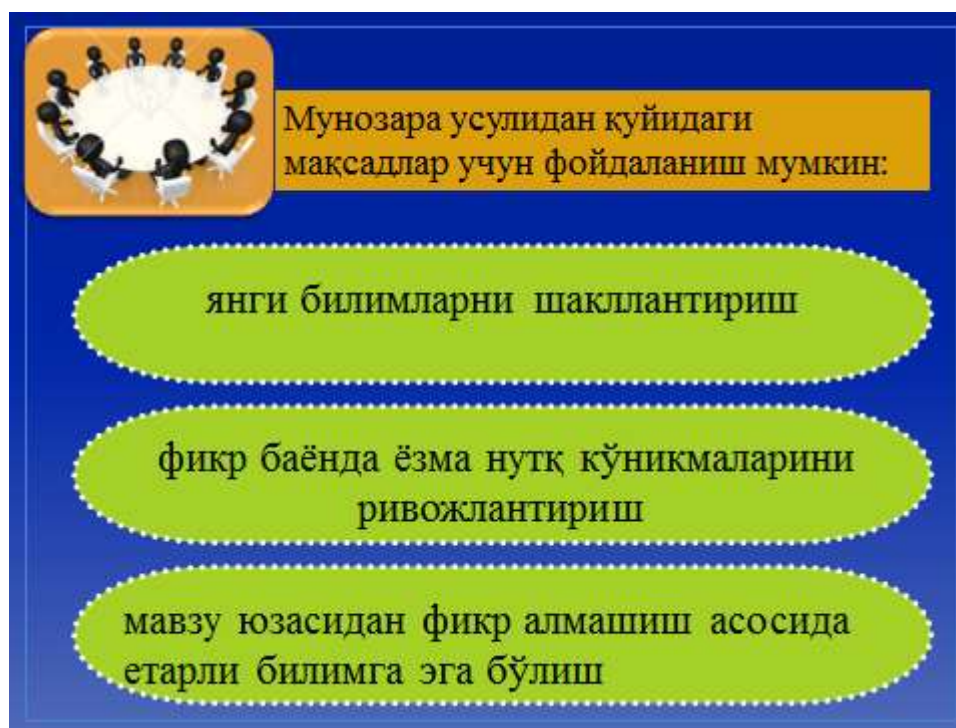 Мунозара усулидан қуйидаги
мақсадлар учун фойдаланиш мумкин:
янги билимларни шакллантириш
фикр баёнда ёзма нутқ кўникмаларини
ривожлантириш
мавзу юзасидан фикр алмашиш асосида
етарли билимга эга бўлиш